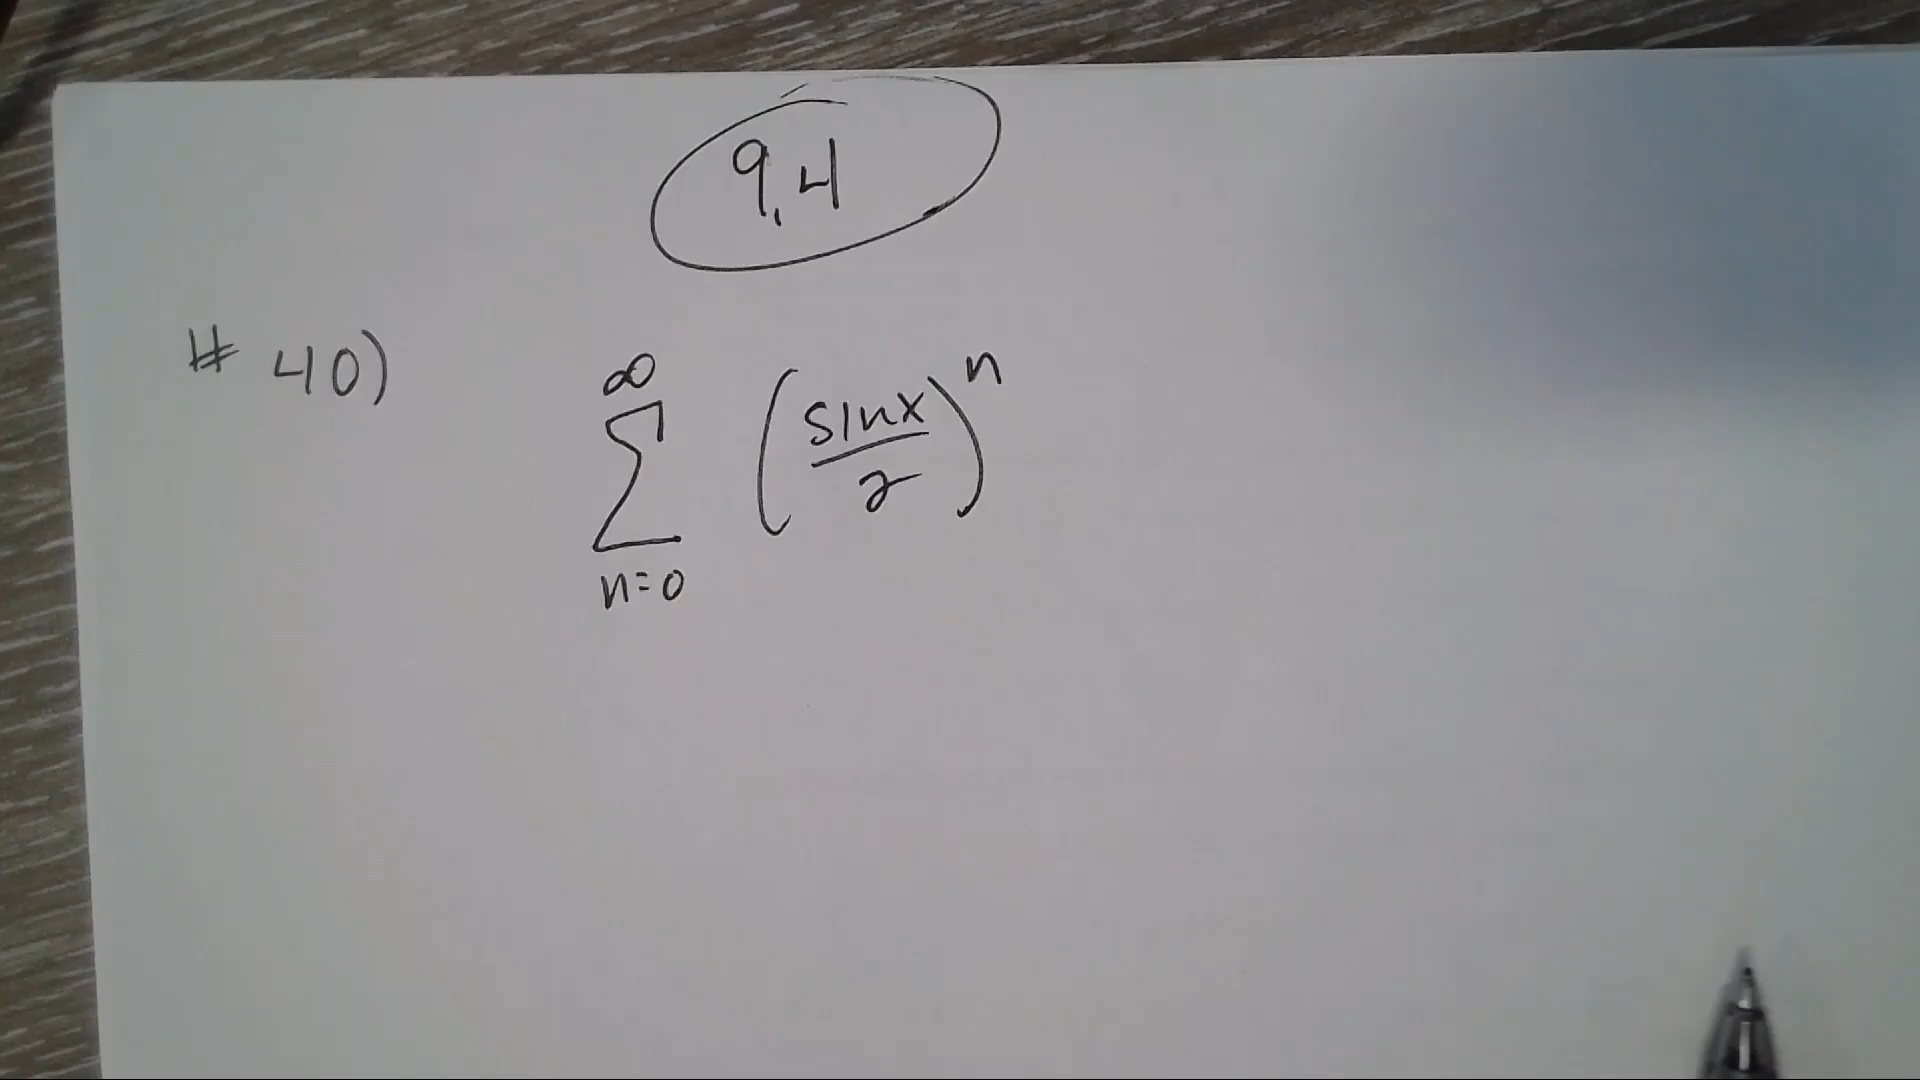 9.4
# 40) ∞ ∑ n=0 (sinx/2)^n